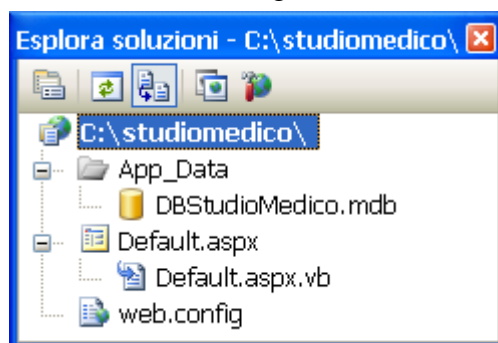 Esplora soluzioni - C:\studiomedico\
C:\studiomedico\
App_Data
DBStudioMedico.mdb
Default.aspx
Default.aspx.vb
web.config